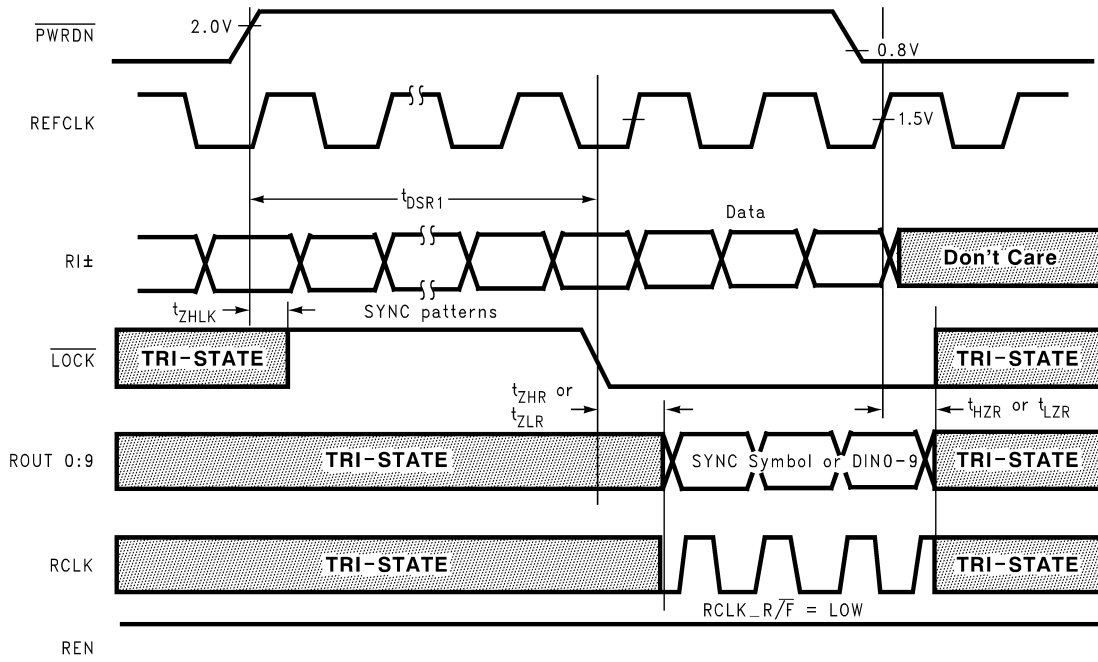 PWRDN
2.0V
0.8V
REFCLK
1.5V
tDSR1
Data
RI±
Don't Care
tZHLK
SYNC patterns
LOCK
TRI-STATE
TRI-STATE
tZHR or
tZLR
tHZR or tLZR
ROUT 0:9
TRI-STATE
SYNC Symbol or DIN0-9
TRI-STATE
RCLK
TRI-STATE
TRI-STATE
RCLK_R/F = LOW
REN